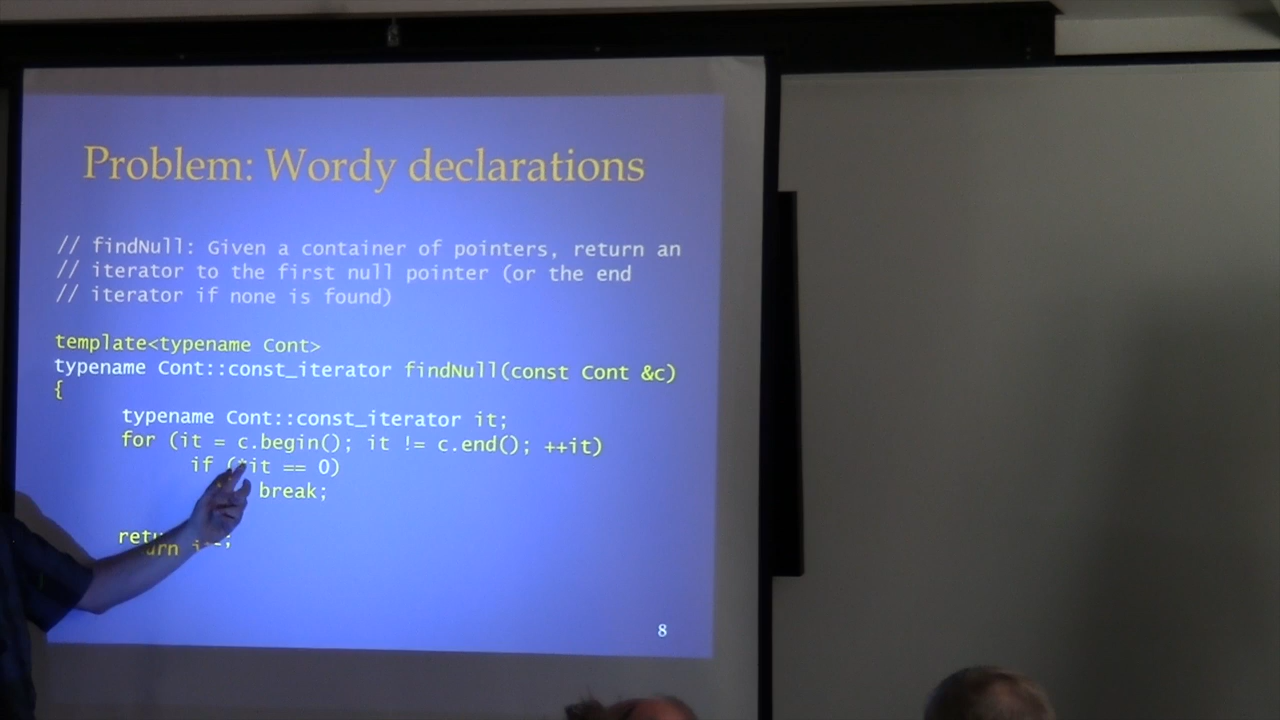 Problem: Wordy declarations
// findNull: Given a container of pointers, return an
// iterator to the first null pointer (or the end
// iterator if none is found)
template<typename Cont>
typename Cont::const_iterator findNull(const Cont &c)
{
typename Cont::const_iterator it;
for (it = c.begin(); it != c.end(); ++it)
if (*it == 0)
break;
8